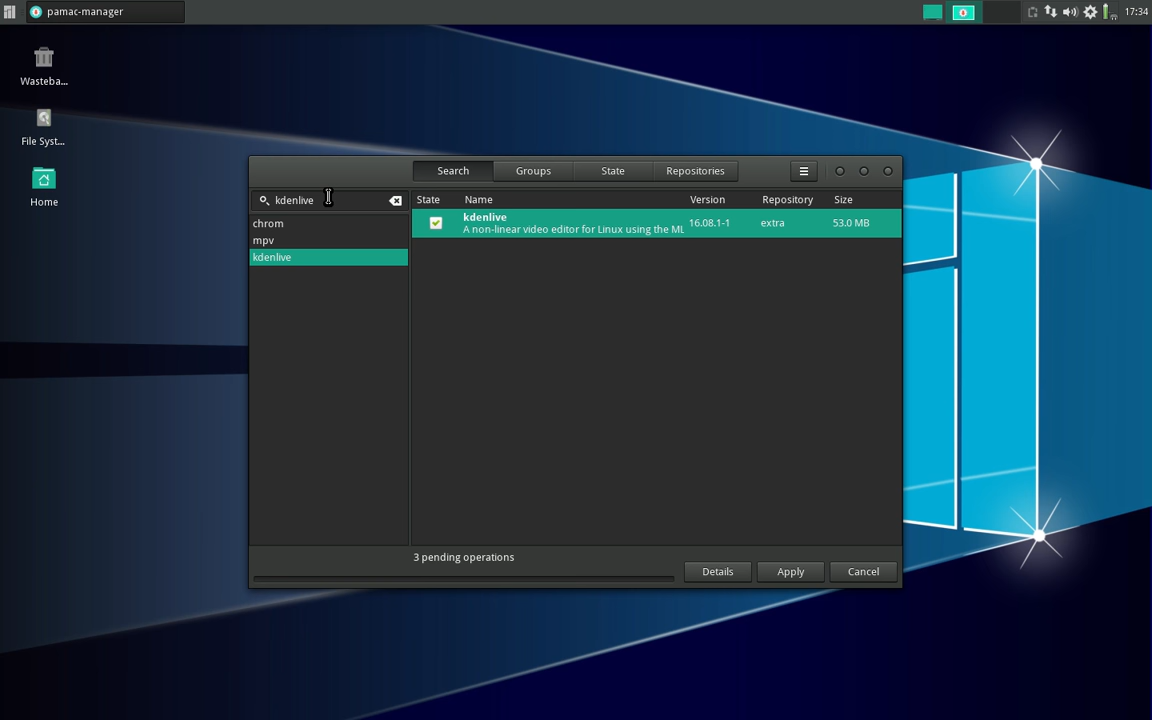 pamac-manager
17:34
Wasteba...
File Syst...
Home
Search Groups State Repositories
kdenlive
chrom
mpv
kdenlive
State Name Version Repository Size
kdenlive
A non-linear video editor for Linux using the ML
16.08.1-1 extra 53.0 MB
3 pending operations
Details Apply Cancel